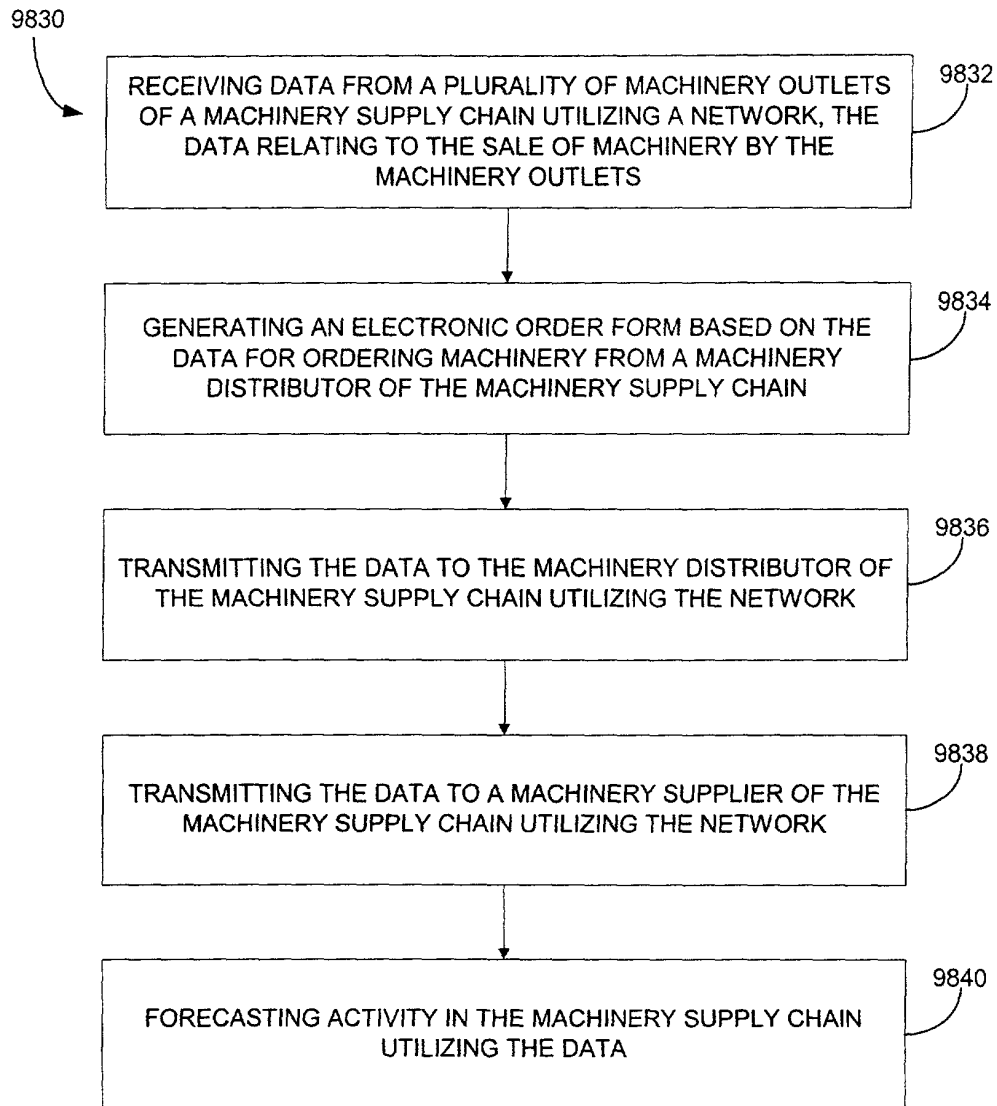 9830
RECEIVING DATA FROM A PLURALITY OF MACHINERY OUTLETS
OF A MACHINERY SUPPLY CHAIN UTILIZING A NETWORK, THE
DATA RELATING TO THE SALE OF MACHINERY BY THE
MACHINERY OUTLETS
9832
GENERATING AN ELECTRONIC ORDER FORM BASED ON THE
DATA FOR ORDERING MACHINERY FROM A MACHINERY
DISTRIBUTOR OF THE MACHINERY SUPPLY CHAIN
9834
TRANSMITTING THE DATA TO THE MACHINERY DISTRIBUTOR OF
THE MACHINERY SUPPLY CHAIN UTILIZING THE NETWORK
9836
TRANSMITTING THE DATA TO A MACHINERY SUPPLIER OF THE
MACHINERY SUPPLY CHAIN UTILIZING THE NETWORK
9838
FORECASTING ACTIVITY IN THE MACHINERY SUPPLY CHAIN
UTILIZING THE DATA
9840